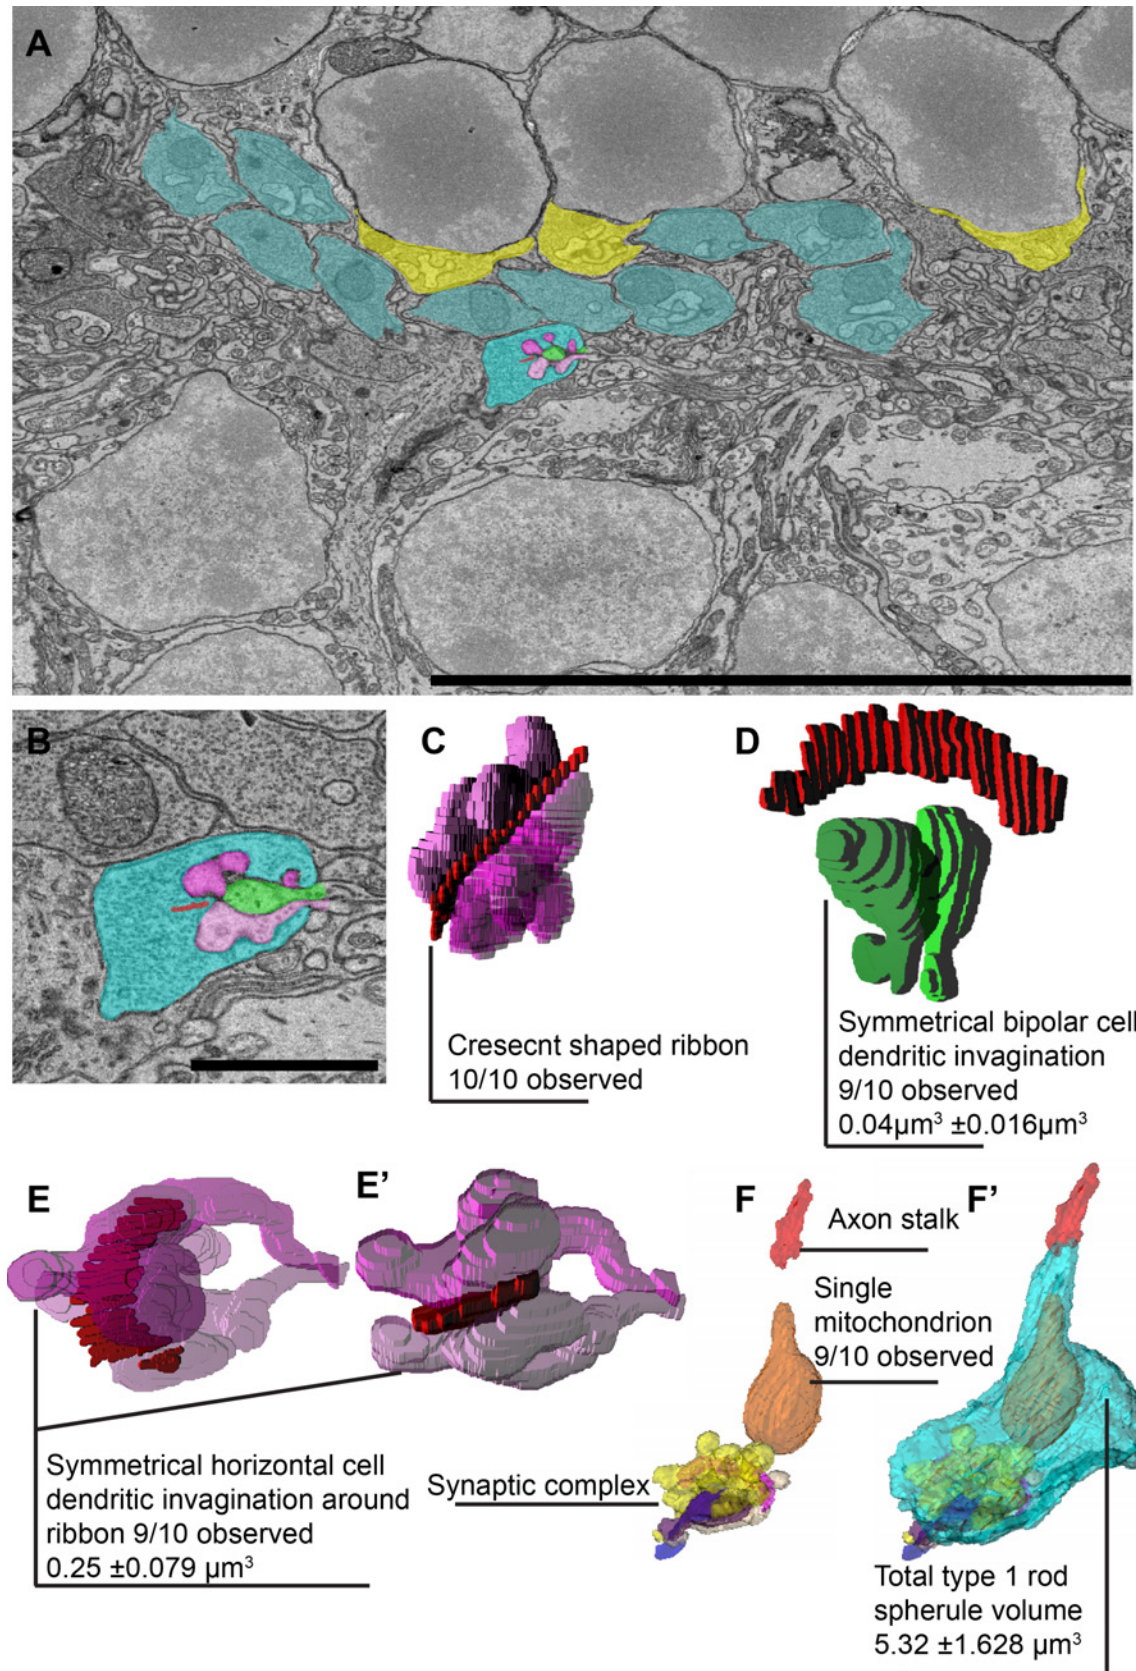 A
B
C
D
Cresecnt shaped ribbon
10/10 observed
Symmetrical bipolar cell
dendritic invagination
9/10 observed
0.04µm³ ±0.016µm³
E
E’
F
F’
Axon stalk
Single
mitochondrion
9/10 observed
Symmetrical horizontal cell
dendritic invagination around
ribbon 9/10 observed
0.25 ±0.079 µm³
Synaptic complex
Total type 1 rod
spherule volume
5.32 ±1.628 µm³